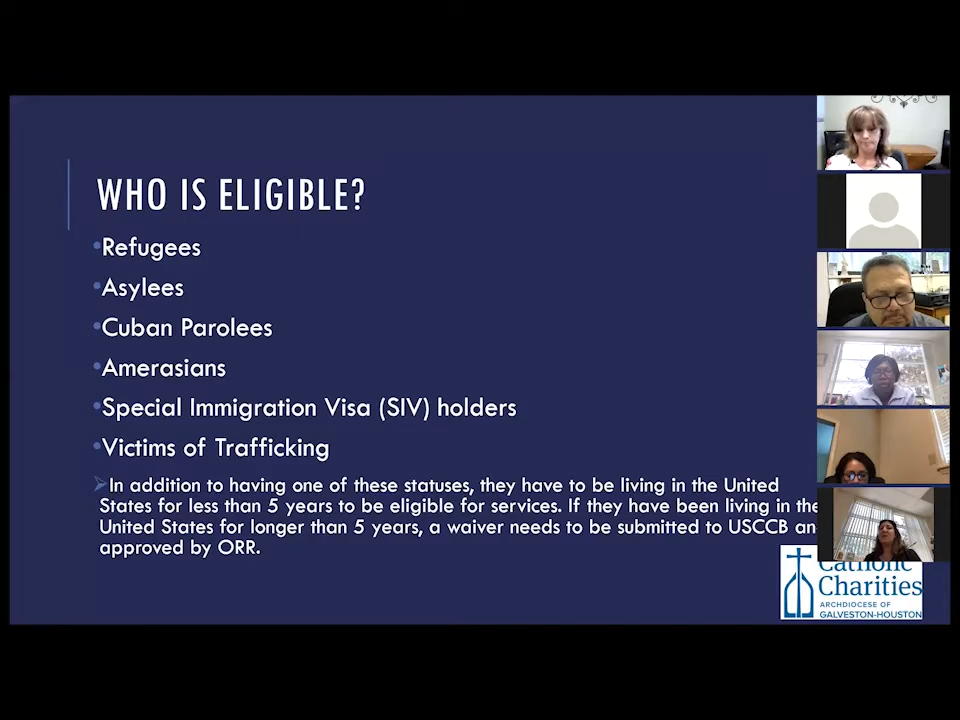 WHO IS ELIGIBLE?
•Refugees
•Asylees
•Cuban Parolees
•Amerasians
•Special Immigration Visa (SIV) holders
•Victims of Trafficking
➢In addition to having one of these statuses, they have to be living in the United
States for less than 5 years to be eligible for services. If they have been living in the
United States for longer than 5 years, a waiver needs to be submitted to USCCB an
approved by ORR.
Catholic
Charities
ARCHDIOCESE OF
GALVESTON-HOUSTON